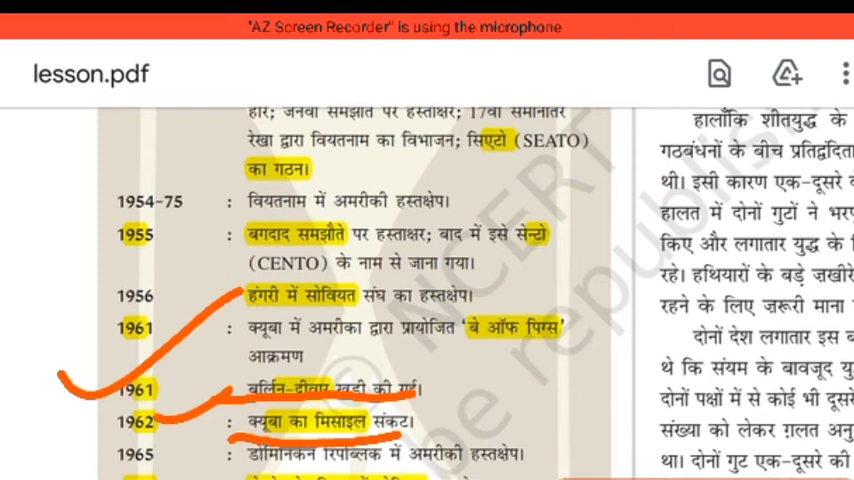 "AZ Screen Recorder" is using the microphone
lesson.pdf
हार; जेनेवा समझौते पर हस्ताक्षर; 17वीं समानांतर
रेखा द्वारा वियतनाम का विभाजन; सिएटो (SEATO)
का गठन।
1954-75 : वियतनाम में अमरीकी हस्तक्षेप।
1955 : बगदाद समझौते पर हस्ताक्षर; बाद में इसे सेन्टो
(CENTO) के नाम से जाना गया।
1956 : हंगरी में सोवियत संघ का हस्तक्षेप।
1961 : क्यूबा में अमरीका द्वारा प्रायोजित 'बे ऑफ पिग्स'
आक्रमण
1961 : बर्लिन-दीवार खड़ी की गई।
1962 : क्यूबा का मिसाइल संकट।
1965 : डोमिनिकन रिपब्लिक में अमरीकी हस्तक्षेप।
हालाँकि शीतयुद्ध के
गठबंधनों के बीच प्रतिद्वंदिता
थी। इसी कारण एक-दूसरे
हालत में दोनों गुटों ने
किए और लगातार युद्ध के
रहे। हथियारों के बड़े जखीरे
रहने के लिए ज़रूरी माना
दोनों देश लगातार इस
थे कि संयम के बावजूद
दोनों पक्षों में से कोई भी दूसरे
संख्या को लेकर ग़लत
था। दोनों गुट एक-दूसरे की
© NCERT
be republished